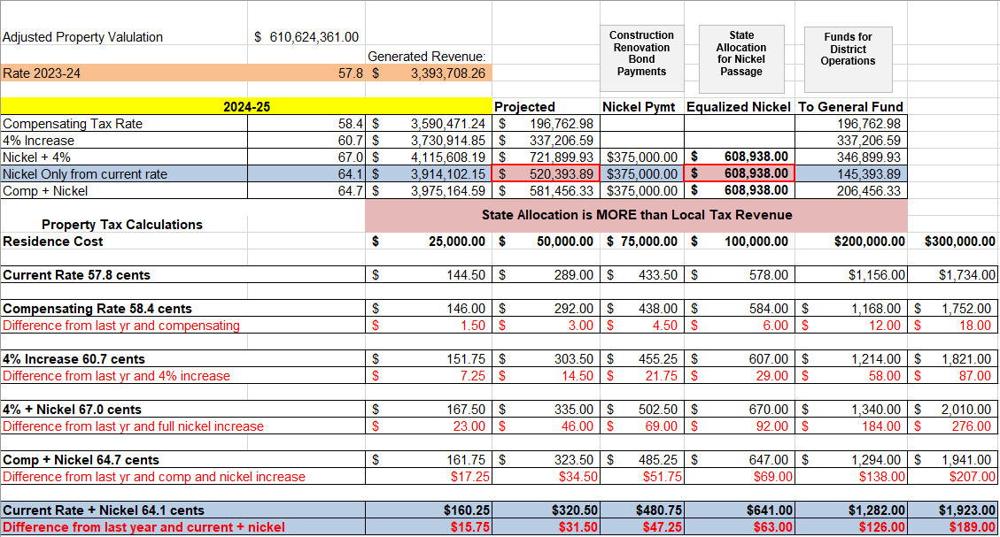 Adjusted Property Valulation $ 610,624,361.00
Construction Renovation Bond Payments
State Allocation for Nickel Passage
Funds for District Operations
Generated Revenue:
Rate 2023-24 57.8 $ 3,393,708.26
2024-25 Projected Nickel Pymt Equalized Nickel To General Fund
Compensating Tax Rate 58.4 $ 3,590,471.24 $ 196,762.98 196,762.98
4% Increase 60.7 $ 3,730,914.85 $ 337,206.59 337,206.59
Nickel + 4% 67.0 $ 4,115,608.19 $ 721,899.93 $375,000.00 $ 608,938.00 346,899.93
Nickel Only from current rate 64.1 $ 3,914,102.15 $ 520,393.89 $375,000.00 $ 608,938.00 145,393.89
Comp + Nickel 64.7 $ 3,975,164.59 $ 581,456.33 $375,000.00 $ 608,938.00 206,456.33
State Allocation is MORE than Local Tax Revenue
Property Tax Calculations
Residence Cost $ 25,000.00 $ 50,000.00 $ 75,000.00 $ 100,000.00 $200,000.00 $300,000.00
Current Rate 57.8 cents $ 144.50 $ 289.00 $ 433.50 $ 578.00 $1,156.00 $1,734.00
Compensating Rate 58.4 cents $ 146.00 $ 292.00 $ 438.00 $ 584.00 $ 1,168.00 $ 1,752.00
Difference from last yr and compensating $ 1.50 $ 3.00 $ 4.50 $ 6.00 $ 12.00 $ 18.00
4% Increase 60.7 cents $ 151.75 $ 303.50 $ 455.25 $ 607.00 $ 1,214.00 $ 1,821.00
Difference from last yr and 4% increase $ 7.25 $ 14.50 $ 21.75 $ 29.00 $ 58.00 $ 87.00
4% + Nickel 67.0 cents $ 167.50 $ 335.00 $ 502.50 $ 670.00 $ 1,340.00 $ 2,010.00
Difference from last yr and full nickel increase $ 23.00 $ 46.00 $ 69.00 $ 92.00 $ 184.00 $ 276.00
Comp + Nickel 64.7 cents $ 161.75 $ 323.50 $ 485.25 $ 647.00 $ 1,294.00 $ 1,941.00
Difference from last yr and comp and nickel increase $17.25 $34.50 $51.75 $69.00 $138.00 $207.00
Current Rate + Nickel 64.1 cents $160.25 $320.50 $480.75 $641.00 $1,282.00 $1,923.00
Difference from last year and current + nickel $15.75 $31.50 $47.25 $63.00 $126.00 $189.00